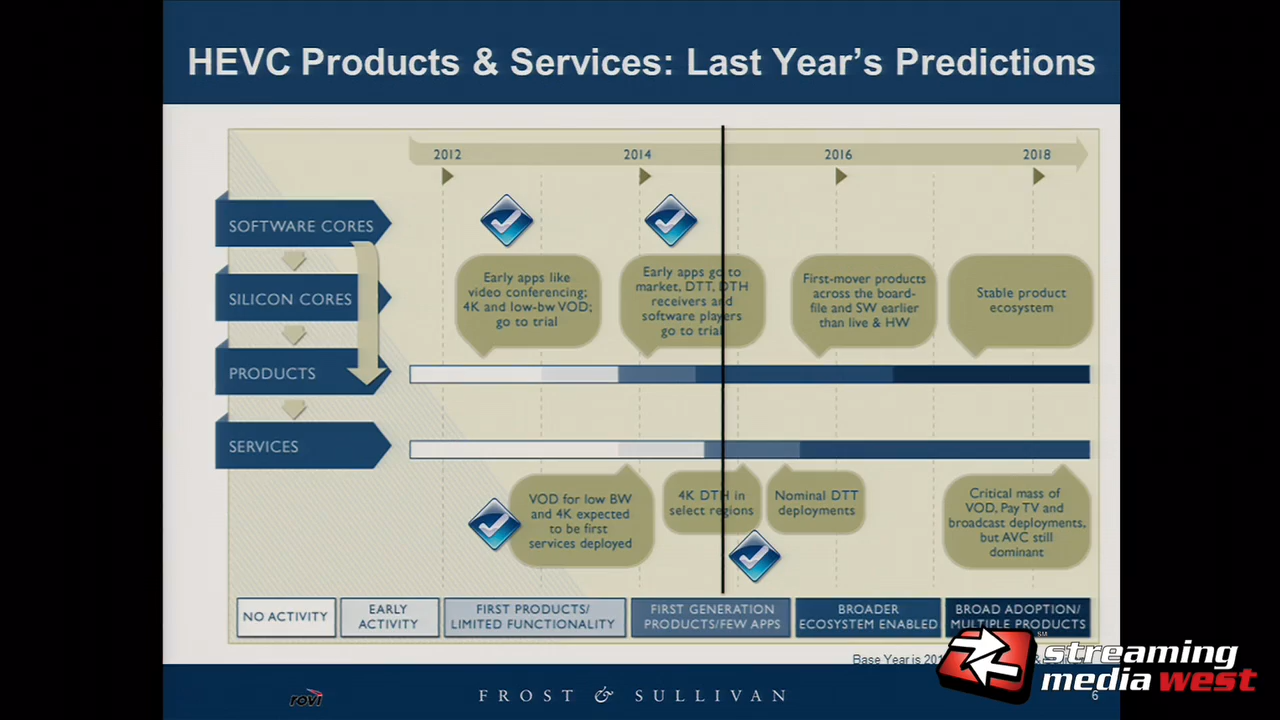 HEVC Products & Services: Last Year's Predictions
2012
2014
2016
2018
SOFTWARE CORES
SILICON CORES
PRODUCTS
SERVICES
Early apps like
video conferencing;
4K and low-bw VOD;
go to trial
Early apps go to
market, DTT, DTH
receivers and
software players
go to trial
First-mover products
across the board-
file and SW earlier
than live & HW
Stable product
ecosystem
VOD for low BW
and 4K expected
to be first
services deployed
4K DTH in
select regions
Nominal DTT
deployments
Critical mass of
VOD, Pay TV and
broadcast deployments,
but AVC still
dominant
NO ACTIVITY
EARLY
ACTIVITY
FIRST PRODUCTS/
LIMITED FUNCTIONALITY
FIRST GENERATION
PRODUCTS/FEW APPS
BROADER
ECOSYSTEM ENABLED
BROAD ADOPTION/
MULTIPLE PRODUCTS
Base Year is
rovi
FROST & SULLIVAN
6
streaming
media west
SM